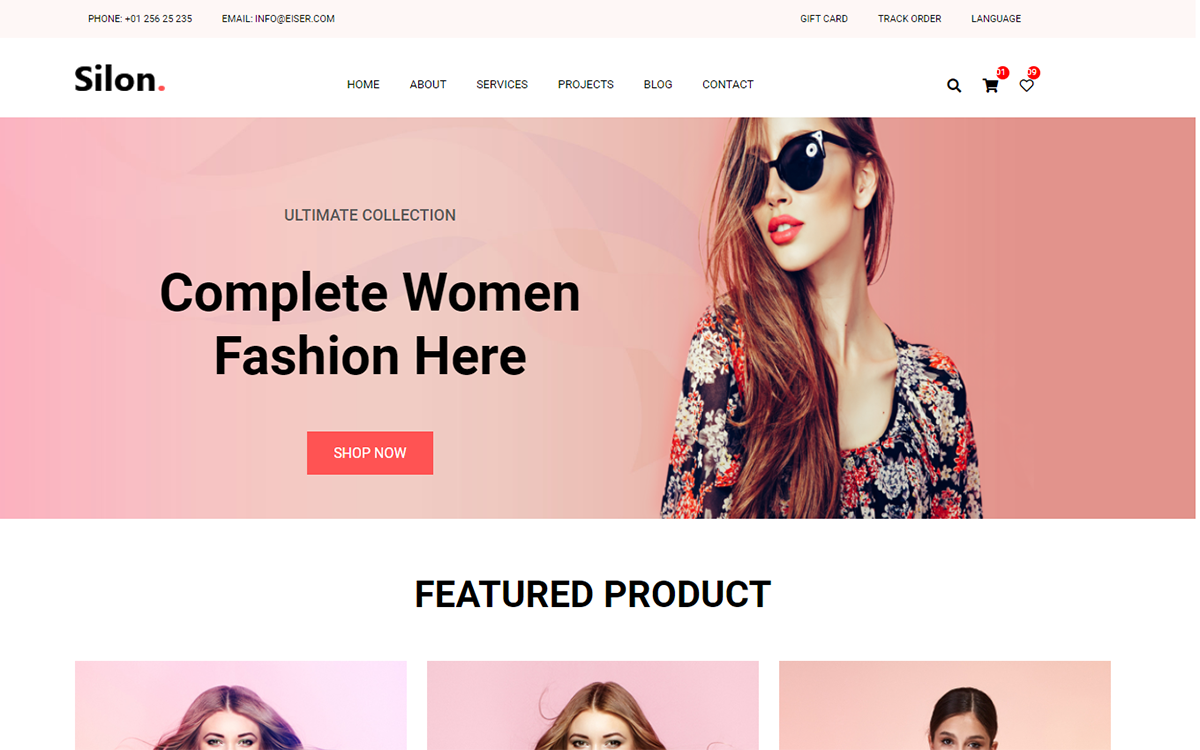 PHONE: +01 256 25 235 EMAIL: INFO@EISER.COM GIFT CARD TRACK ORDER LANGUAGE
Silon. HOME ABOUT SERVICES PROJECTS BLOG CONTACT 01 09
ULTIMATE COLLECTION
Complete Women
Fashion Here
SHOP NOW
FEATURED PRODUCT